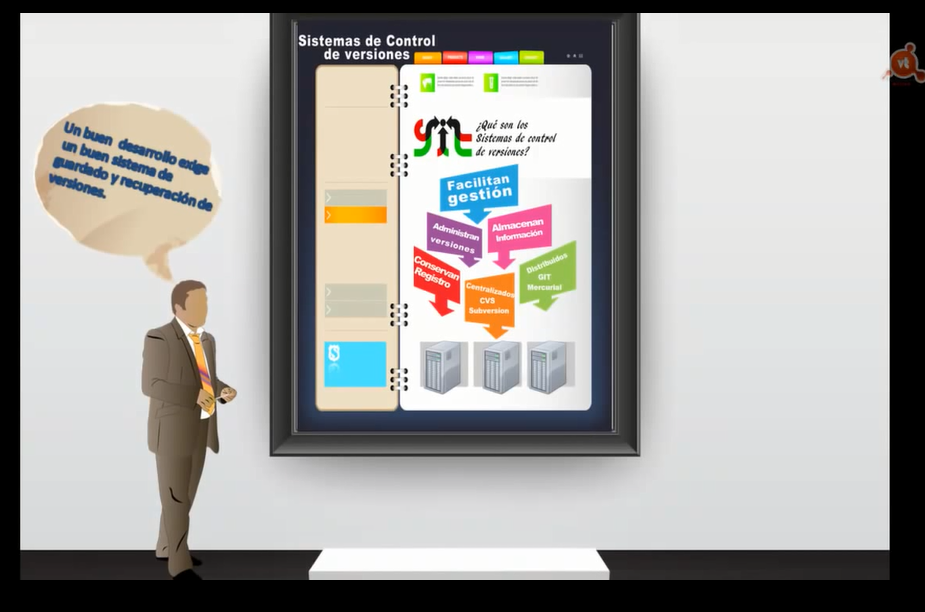 Sistemas de Control
de versiones
Un buen desarrollo exige
un buen sistema de
guardado y recuperación de
versiones.
¿Qué son los
Sistemas de control
de versiones?
Facilitan
gestión
Administran
versiones
Almacenan
Información
Conservan
Registro
Centralizados
CVS
Subversion
Distribuidos
GIT
Mercurial
vt